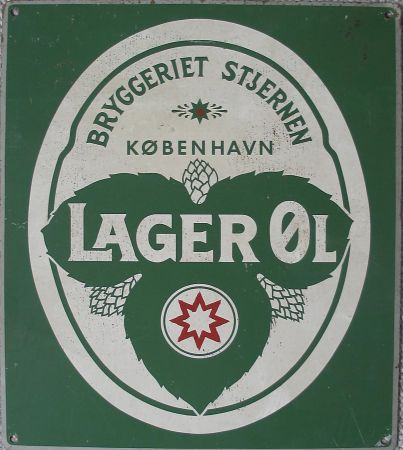 BRYGGERIET STJERNEN
KØBENHAVN
LAGER ØL